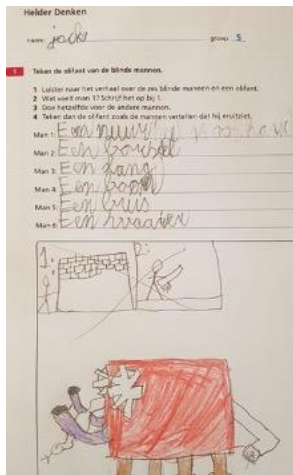 Helder Denken
naam: jacks groep: 5
1 Teken de olifant van de blinde mannen.
1 Luister naar het verhaal over de zes blinde mannen en een olifant.
2 Wat voelt man 1? Schrijf het op bij 1.
3 Doe hetzelfde voor de andere mannen.
4 Teken dan de olifant zoals de mannen vertellen dat hij eruitziet.
Man 1: Een muur
Man 2: Een
Man 3: Een slang
Man 4: Een boom
Man 5: Een buis
Man 6: Een waaier
1: 2: